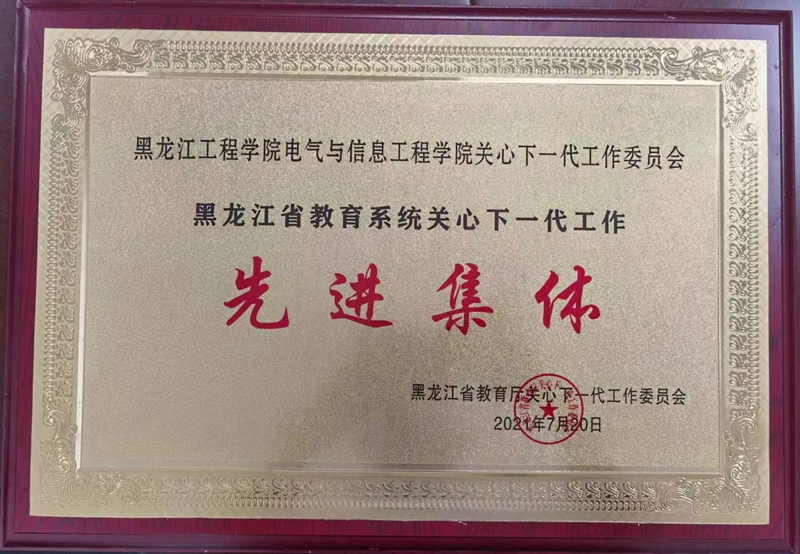 黑龙江工程学院电气与信息工程学院关心下一代工作委员会
黑龙江省教育系统关心下一代工作
先进集体
黑龙江省教育厅关心下一代工作委员会
2021年7月20日